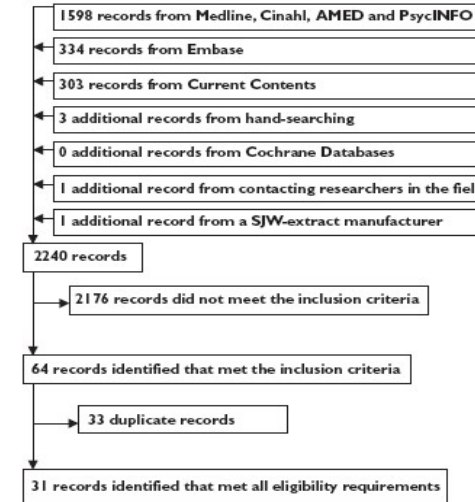 1598 records from Medline, Cinahl, AMED and PsycINFO
334 records from Embase
303 records from Current Contents
3 additional records from hand-searching
0 additional records from Cochrane Databases
1 additional record from contacting researchers in the fiel
1 additional record from a SJW-extract manufacturer
2240 records
2176 records did not meet the inclusion criteria
64 records identified that met the inclusion criteria
33 duplicate records
31 records identified that met all eligibility requirements